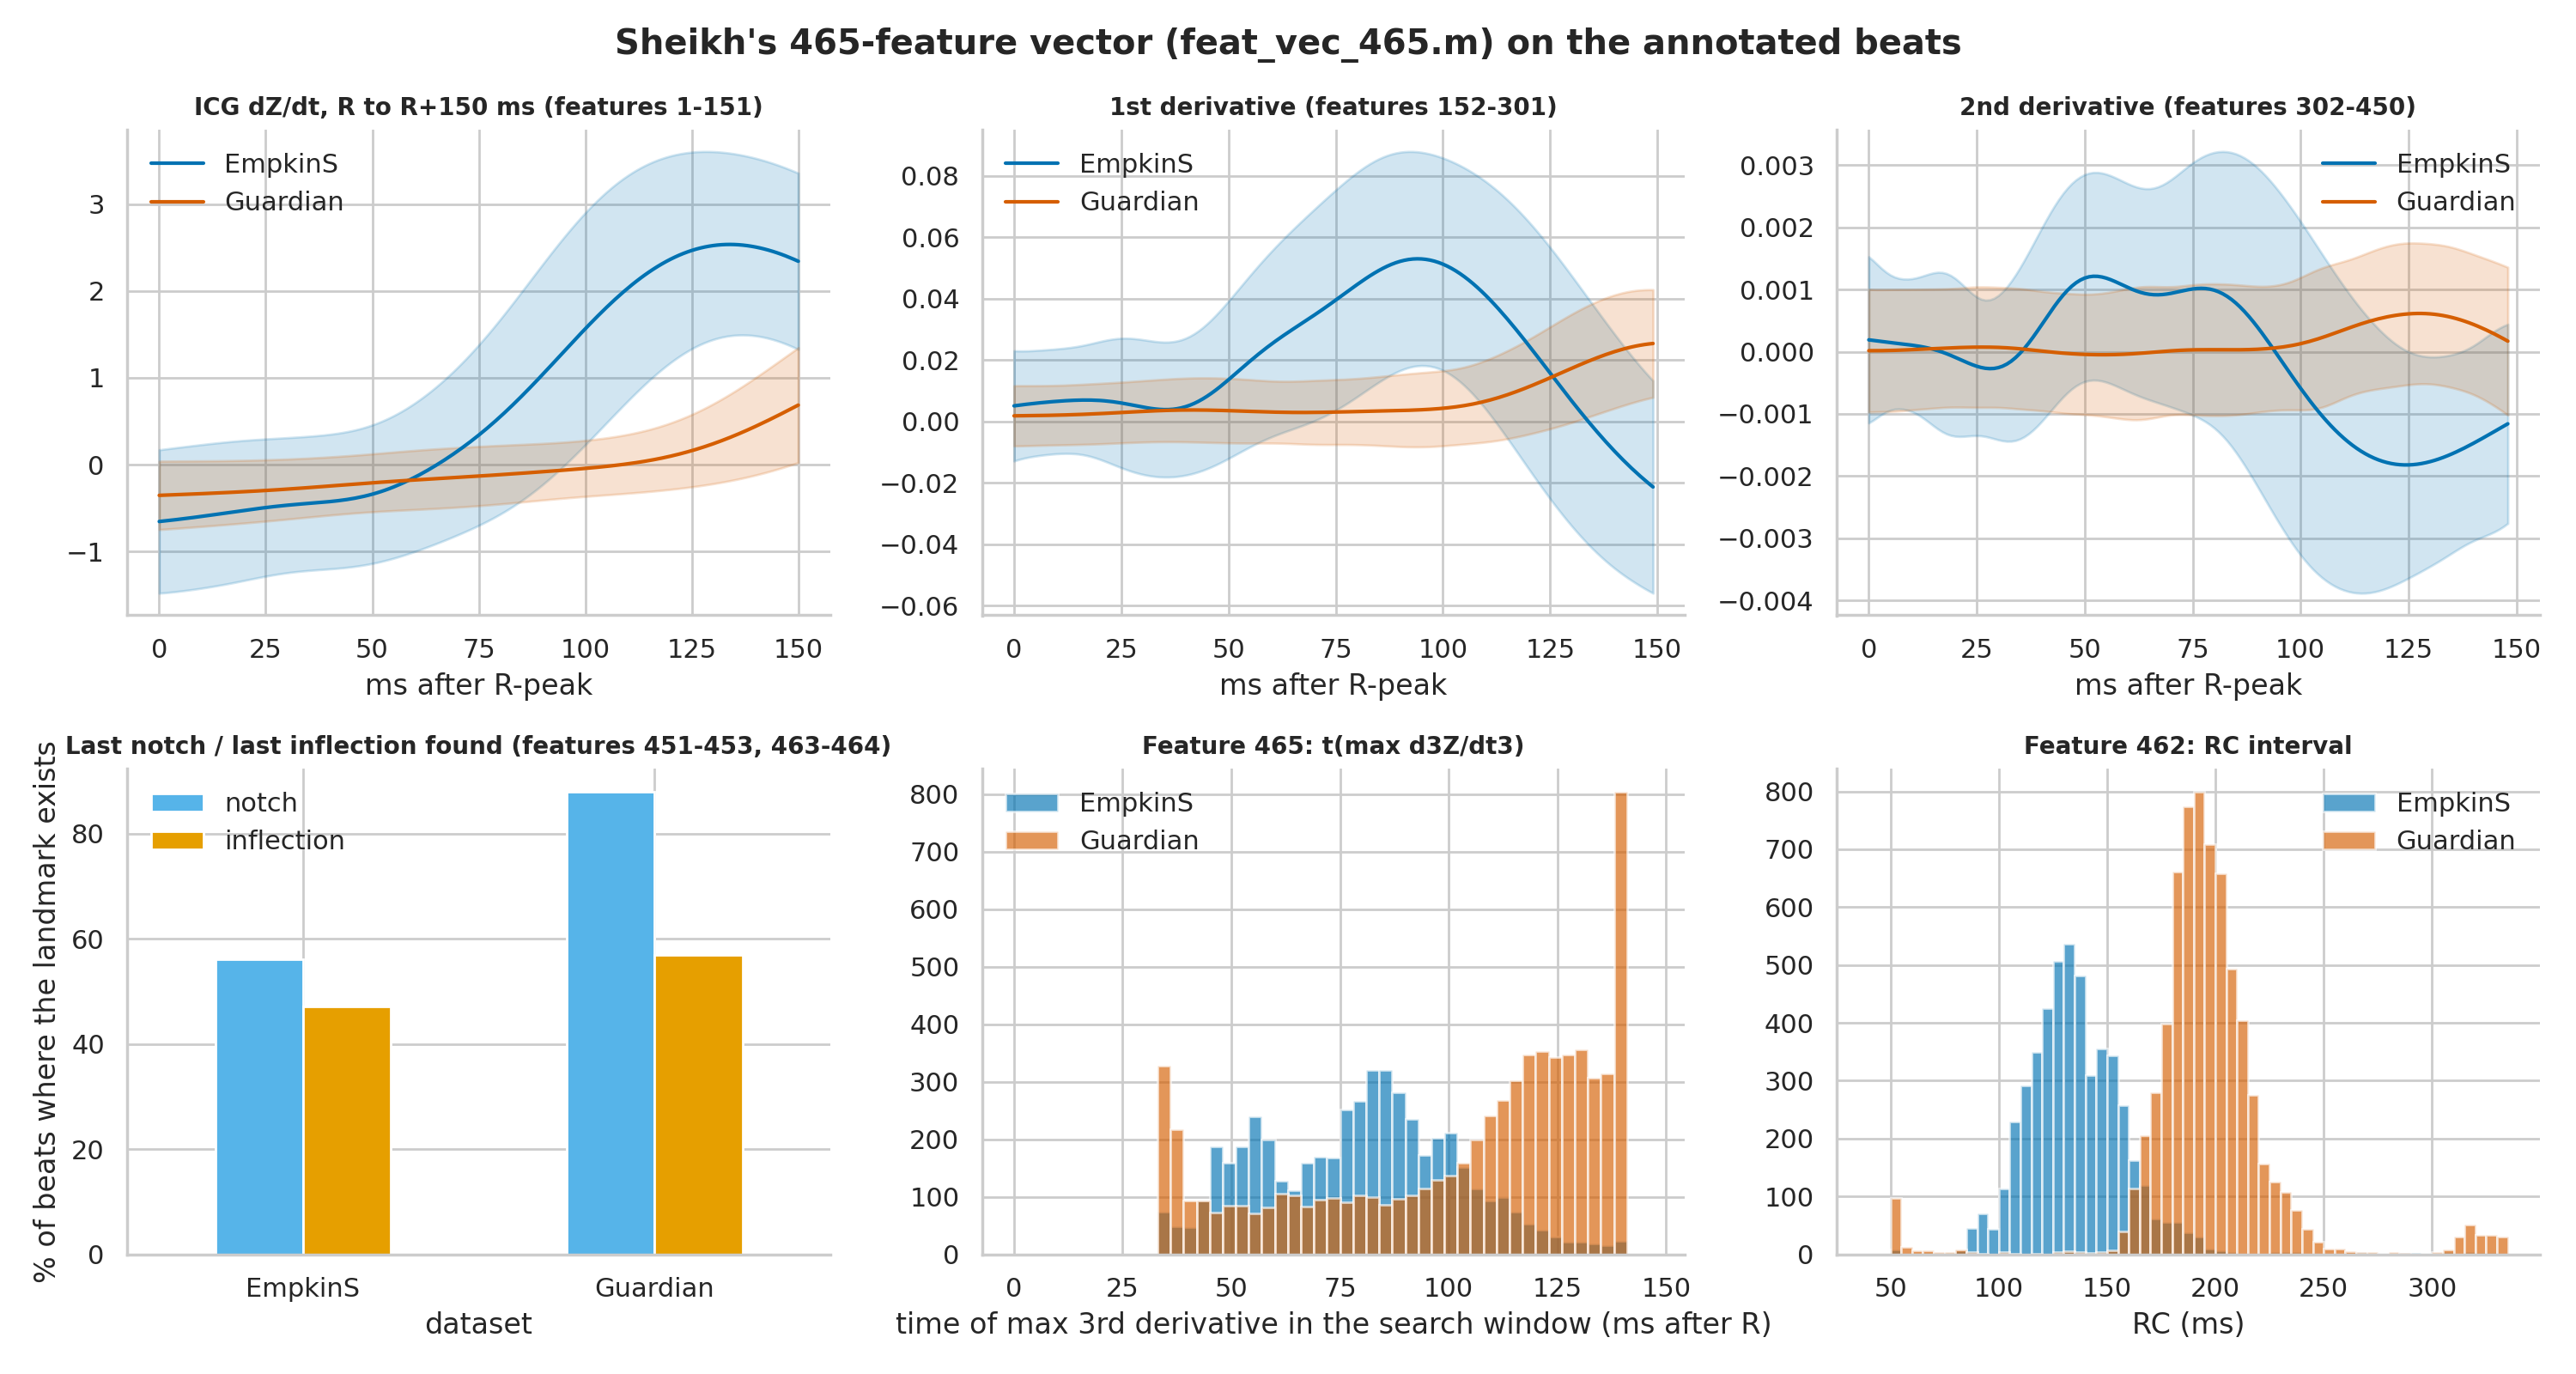 Sheikh's 465-feature vector (feat_vec_465.m) on the annotated beats
ICG dZ/dt, R to R+150 ms (features 1-151)
EmpkinS
Guardian
3
2
1
0
−1
0 25 50 75 100 125 150
ms after R-peak
1st derivative (features 152-301)
EmpkinS
Guardian
0.08
0.06
0.04
0.02
0.00
−0.02
−0.04
−0.06
0 25 50 75 100 125 150
ms after R-peak
2nd derivative (features 302-450)
EmpkinS
Guardian
0.003
0.002
0.001
0.000
−0.001
−0.002
−0.003
−0.004
0 25 50 75 100 125 150
ms after R-peak
Last notch / last inflection found (features 451-453, 463-464)
notch
inflection
% of beats where the landmark exists
80
60
40
20
0
EmpkinS Guardian
dataset
Feature 465: t(max d3Z/dt3)
EmpkinS
Guardian
800
700
600
500
400
300
200
100
0
0 25 50 75 100 125 150
time of max 3rd derivative in the search window (ms after R)
Feature 462: RC interval
EmpkinS
Guardian
800
700
600
500
400
300
200
100
0
50 100 150 200 250 300
RC (ms)